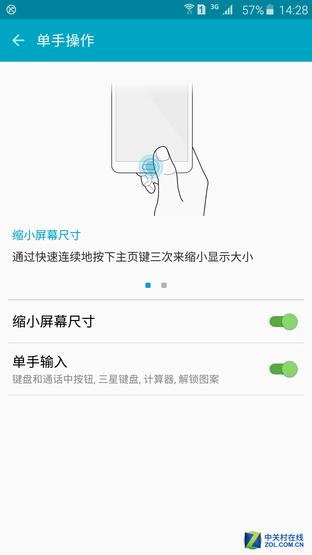 1 3G 57% 14:28
单手操作
缩小屏幕尺寸
通过快速连续地按下主页键三次来缩小显示大小
缩小屏幕尺寸
单手输入
键盘和通话中按钮, 三星键盘, 计算器, 解锁图案
中关村在线
ZOL.COM.CN